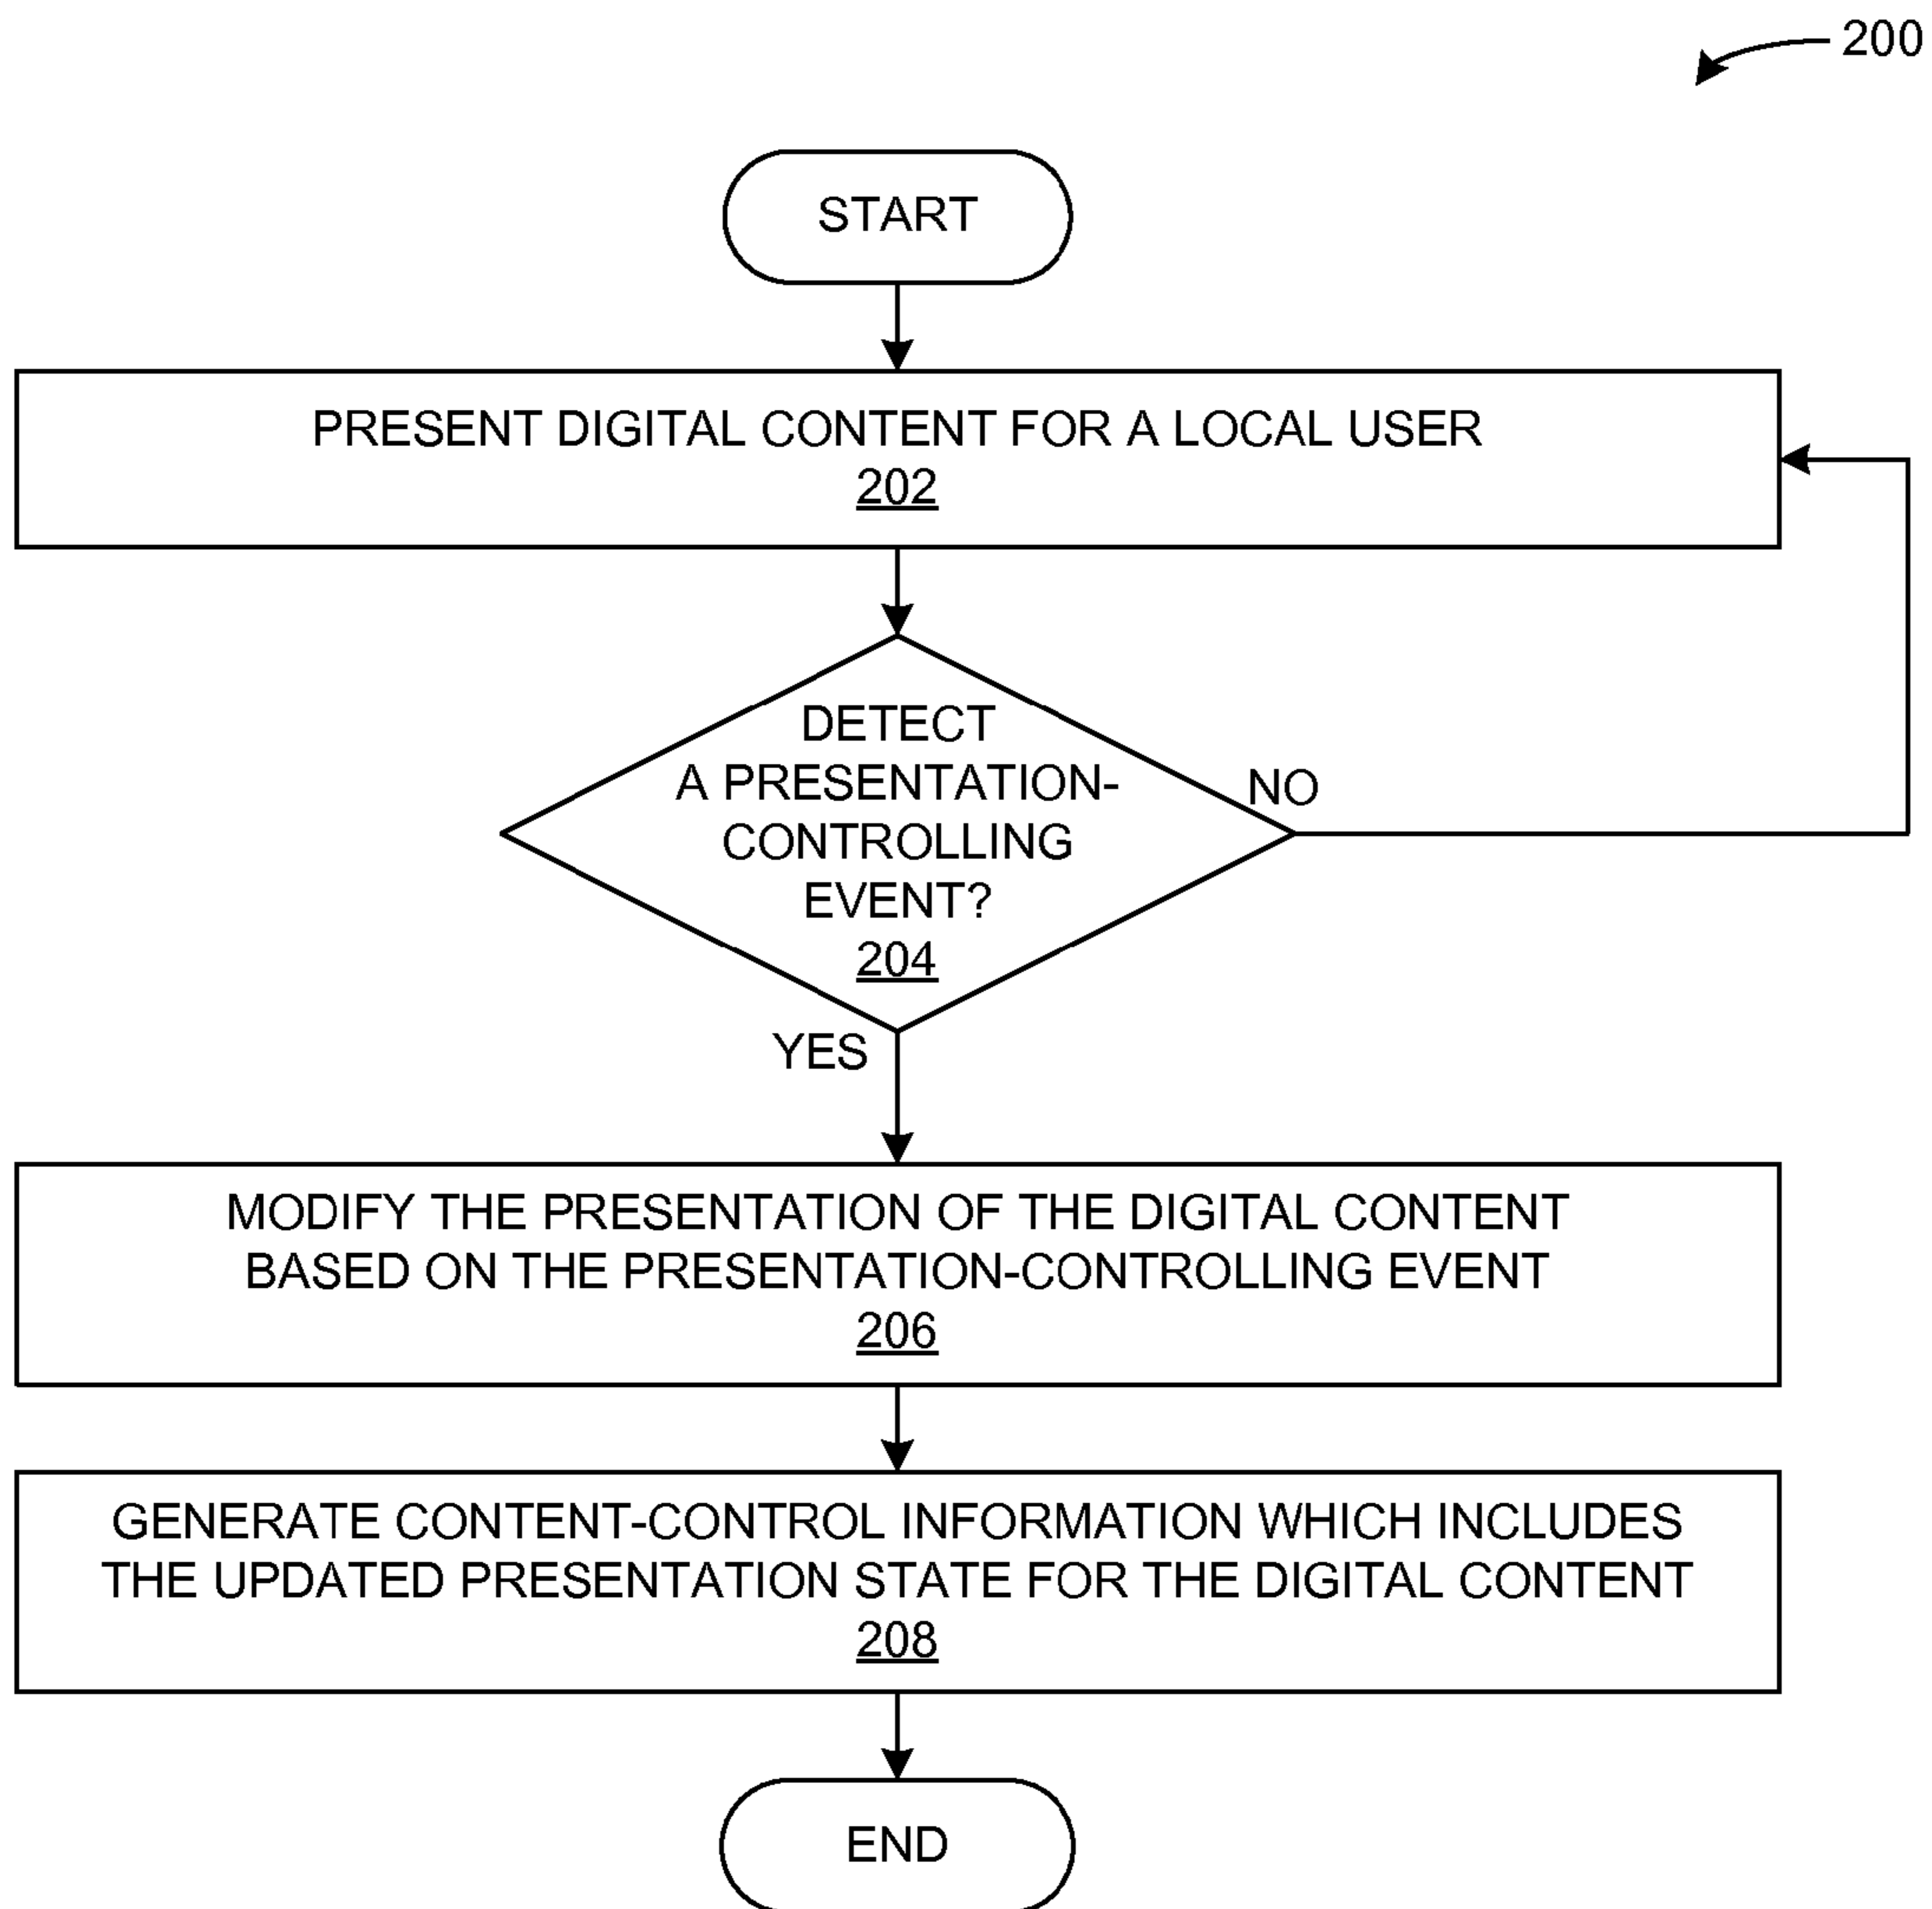 200
START
PRESENT DIGITAL CONTENT FOR A LOCAL USER
202
DETECT
A PRESENTATION-
CONTROLLING
EVENT?
204
NO
YES
MODIFY THE PRESENTATION OF THE DIGITAL CONTENT
BASED ON THE PRESENTATION-CONTROLLING EVENT
206
GENERATE CONTENT-CONTROL INFORMATION WHICH INCLUDES
THE UPDATED PRESENTATION STATE FOR THE DIGITAL CONTENT
208
END